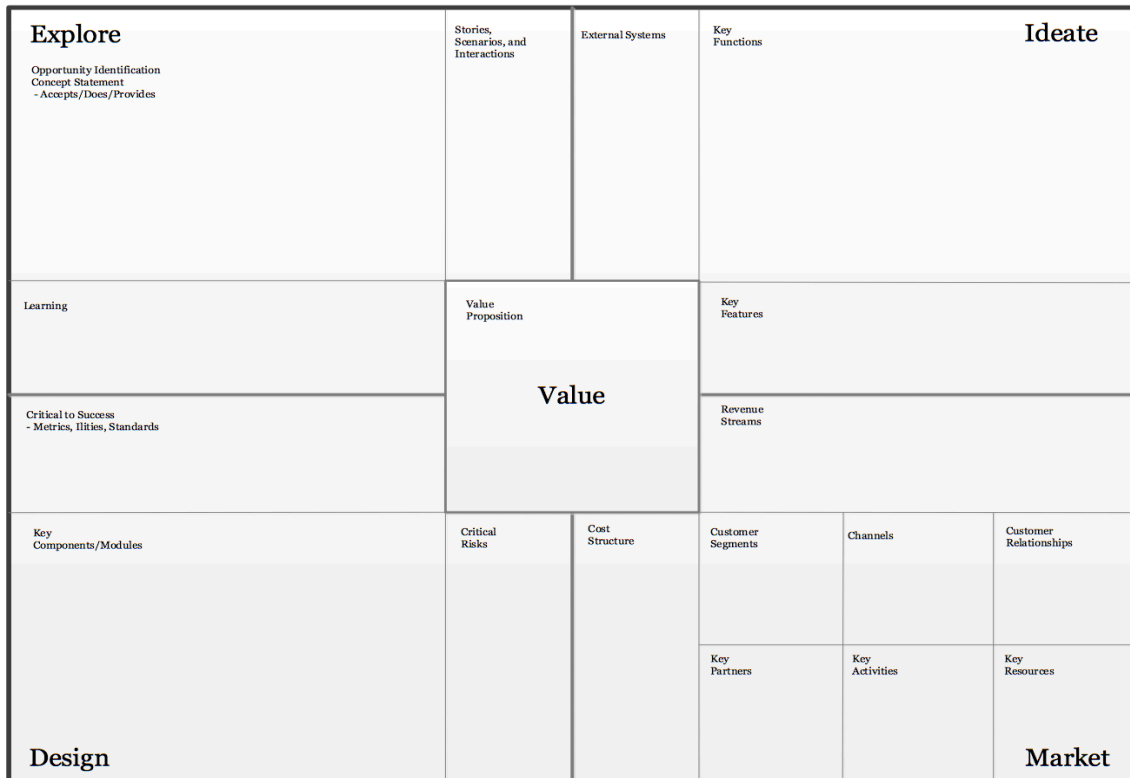 Explore
Opportunity Identification
Concept Statement
- Accepts/Does/Provides
Stories,
Scenarios, and
Interactions
External Systems
Key
Functions
Ideate
Learning
Value
Proposition
Value
Key
Features
Critical to Success
- Metrics, Ilities, Standards
Revenue
Streams
Key
Components/Modules
Critical
Risks
Cost
Structure
Customer
Segments
Channels
Customer
Relationships
Key
Partners
Key
Activities
Key
Resources
Design
Market